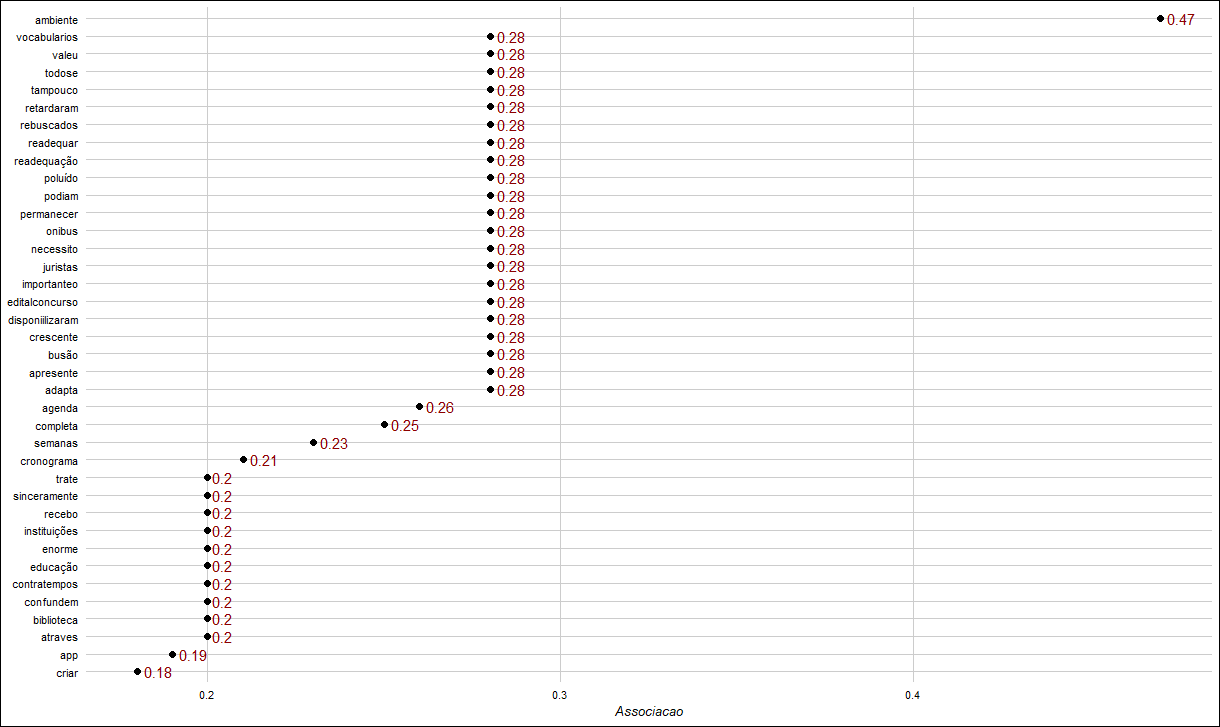 ambiente 0.47
vocabularios 0.28
valeu 0.28
todose 0.28
tampouco 0.28
retardaram 0.28
rebuscados 0.28
readequar 0.28
readequação 0.28
poluído 0.28
podiam 0.28
permanecer 0.28
onibus 0.28
necessito 0.28
juristas 0.28
importanteo 0.28
editalconcurso 0.28
disponiilizaram 0.28
crescente 0.28
busão 0.28
apresente 0.28
adapta 0.28
agenda 0.26
completa 0.25
semanas 0.23
cronograma 0.21
trate 0.2
sinceramente 0.2
recebo 0.2
instituições 0.2
enorme 0.2
educação 0.2
contratempos 0.2
confundem 0.2
biblioteca 0.2
atraves 0.2
app 0.19
criar 0.18
0.2 0.3 0.4
Associacao